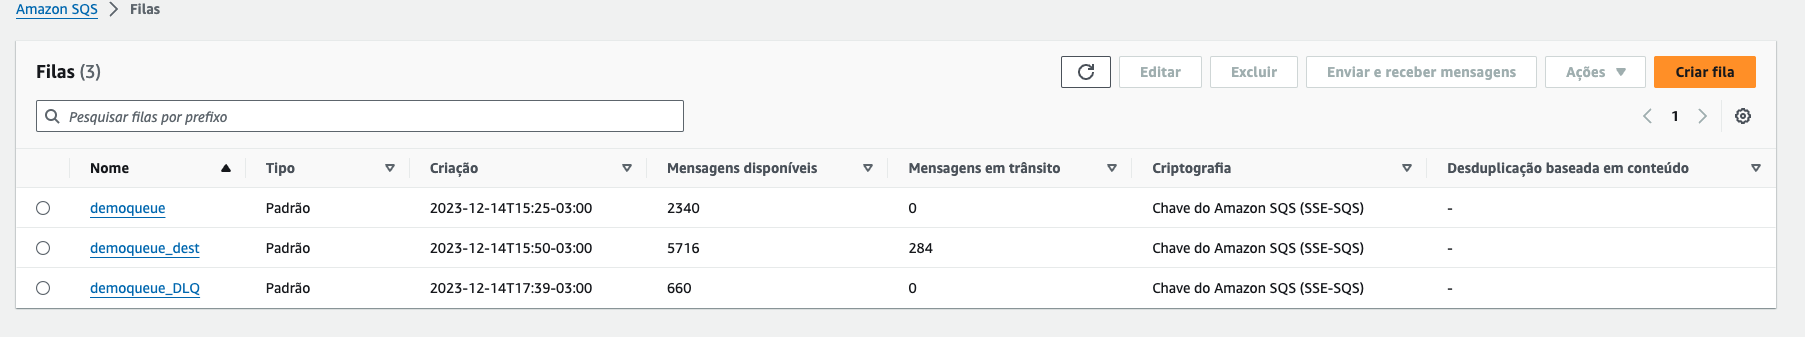 Amazon SQS > Filas
Filas (3) Editar Excluir Enviar e receber mensagens Ações Criar fila
Pesquisar filas por prefixo 1
Nome Tipo Criação Mensagens disponíveis Mensagens em trânsito Criptografia Desduplicação baseada em conteúdo
demoqueue Padrão 2023-12-14T15:25-03:00 2340 0 Chave do Amazon SQS (SSE-SQS) -
demoqueue_dest Padrão 2023-12-14T15:50-03:00 5716 284 Chave do Amazon SQS (SSE-SQS) -
demoqueue_DLQ Padrão 2023-12-14T17:39-03:00 660 0 Chave do Amazon SQS (SSE-SQS) -